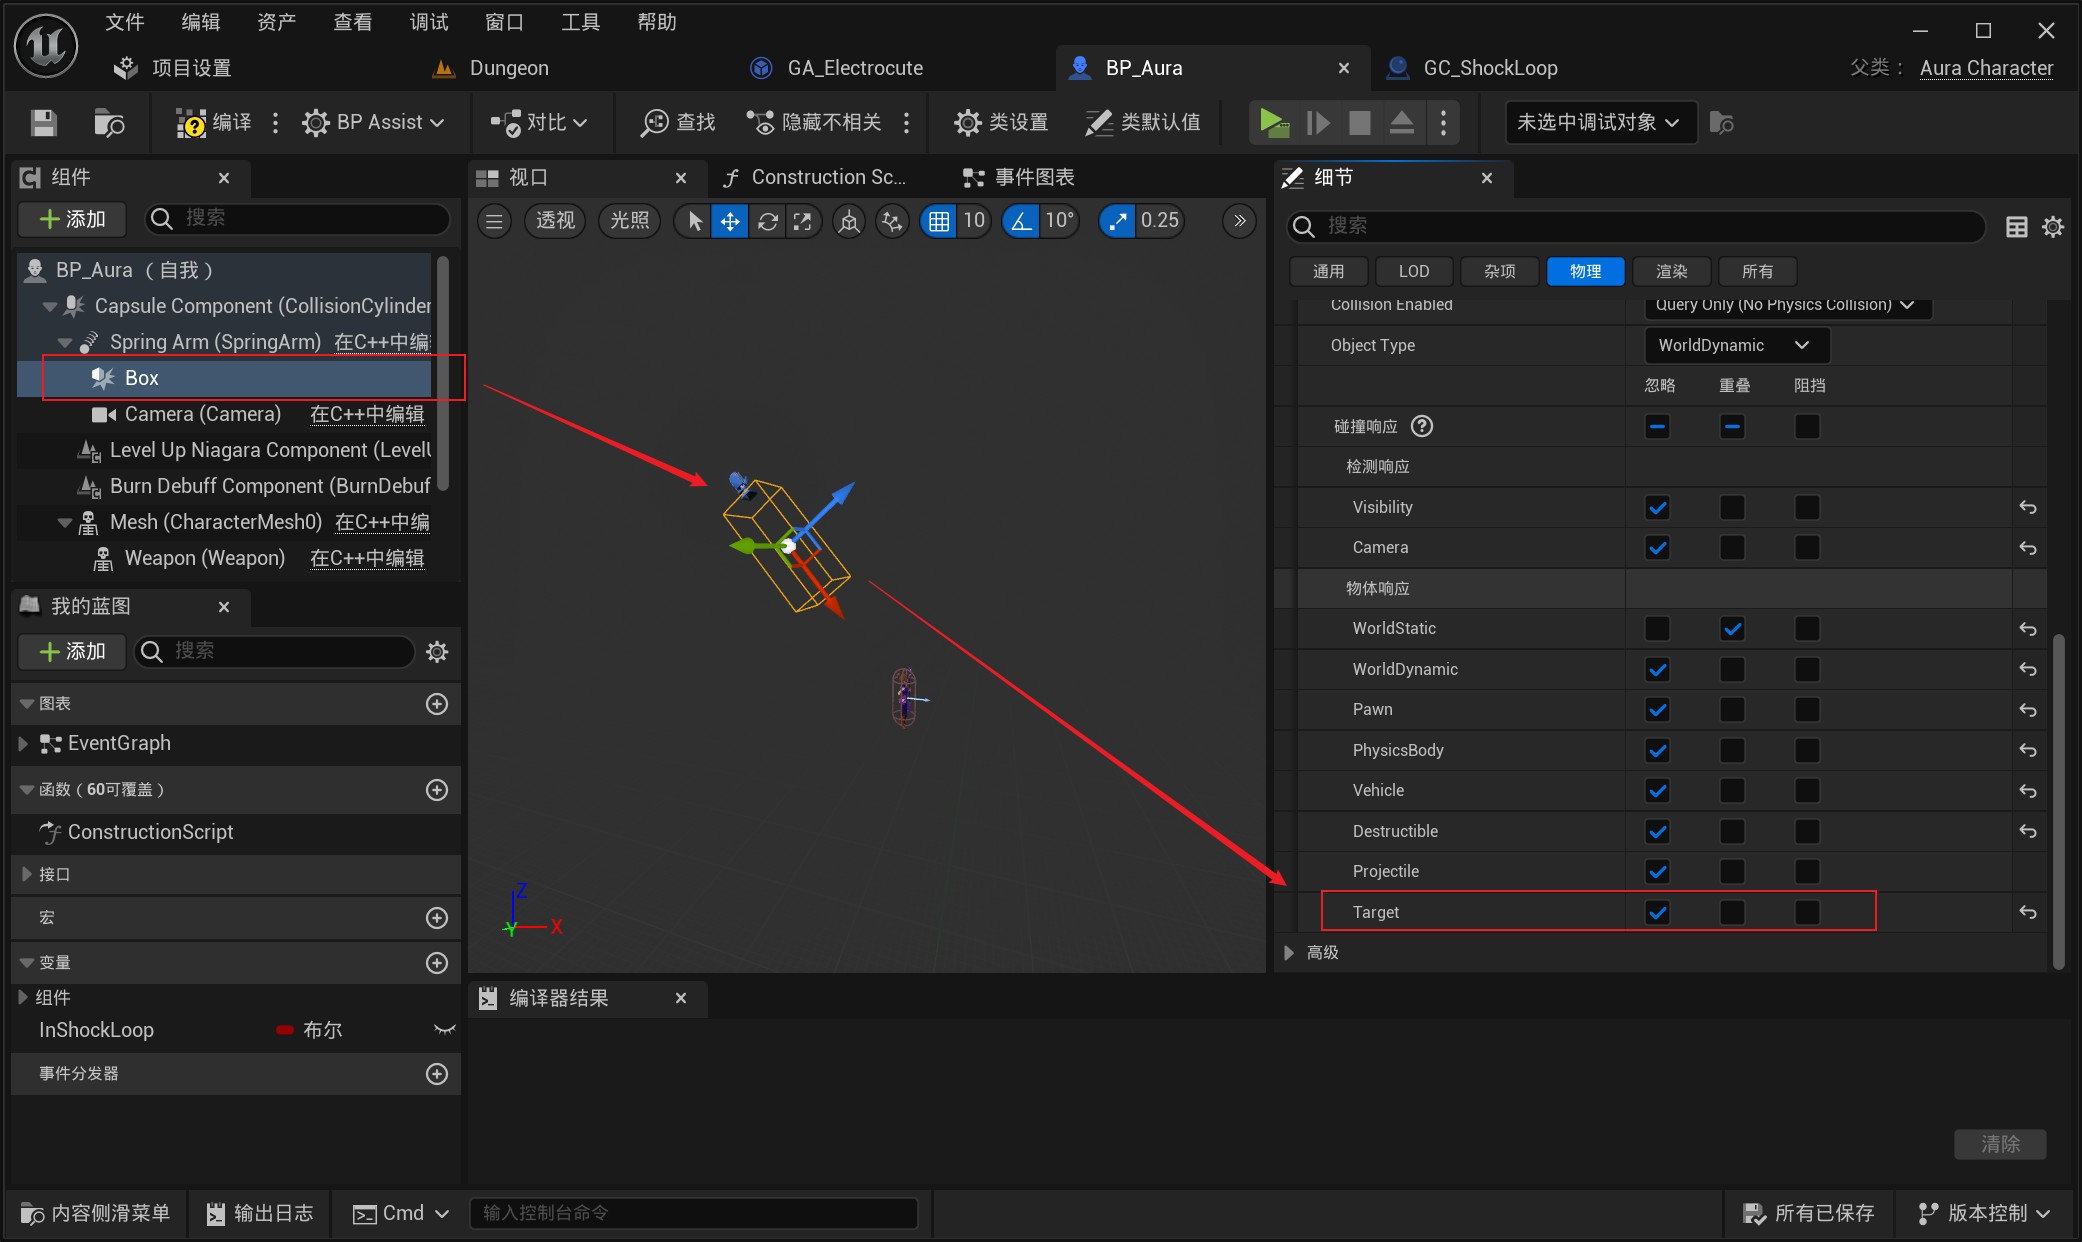 文件 编辑 资产 查看 调试 窗口 工具 帮助
项目设置 Dungeon GA_Electrocute BP_Aura GC_ShockLoop 父类： Aura Character
编译 BP Assist 对比 查找 隐藏不相关 类设置 类默认值 未选中调试对象
组件
添加 搜索
BP_Aura （自我）
Capsule Component (CollisionCylinder
Spring Arm (SpringArm) 在C++中编
Box
Camera (Camera) 在C++中编辑
Level Up Niagara Component (LevelU
Burn Debuff Component (BurnDebuf
Mesh (CharacterMesh0) 在C++中编
Weapon (Weapon) 在C++中编辑
我的蓝图
添加 搜索
图表
EventGraph
函数（60可覆盖）
ConstructionScript
接口
宏
变量
组件
InShockLoop 布尔
事件分发器
视口 Construction Sc... 事件图表
透视 光照 10 10° 0.25
Z
Y X
编译器结果
清除
细节
搜索
通用 LOD 杂项 物理 渲染 所有
Collision Enabled Query Only (No Physics Collision)
Object Type WorldDynamic
忽略 重叠 阻挡
碰撞响应 ?
检测响应
Visibility
Camera
物体响应
WorldStatic
WorldDynamic
Pawn
PhysicsBody
Vehicle
Destructible
Projectile
Target
高级
内容侧滑菜单 输出日志 Cmd 输入控制台命令 所有已保存 版本控制